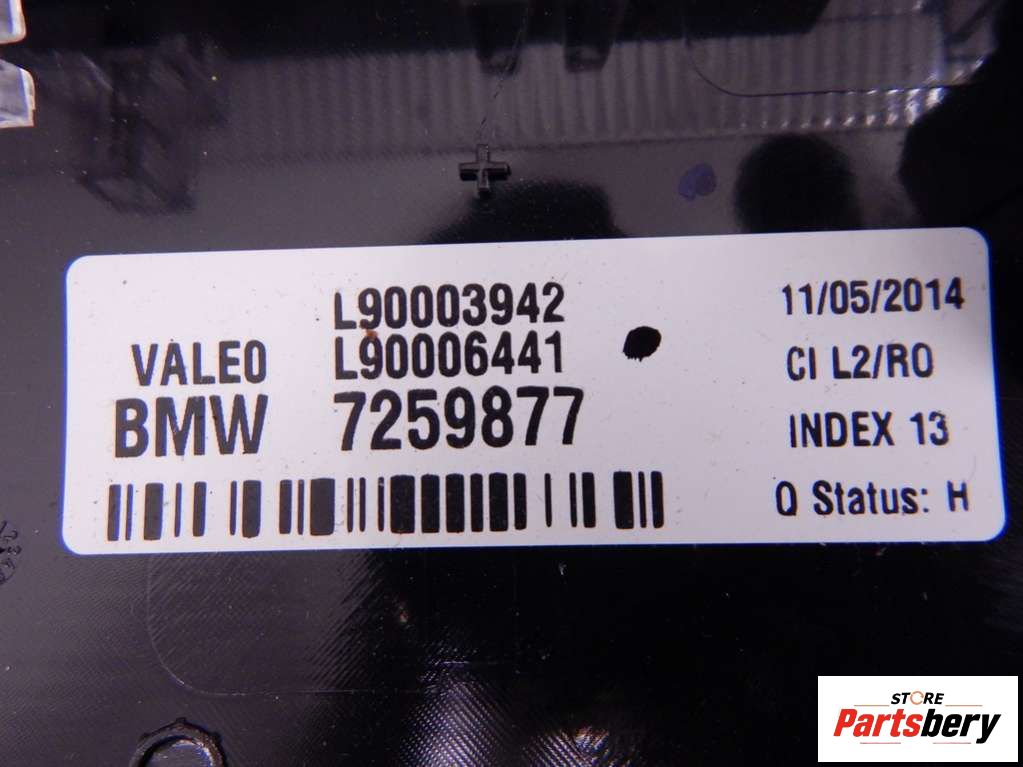 L90003942
VALEO L90006441
BMW 7259877
11/05/2014
CI L2/RO
INDEX 13
Q Status: H
STORE
Partsbery